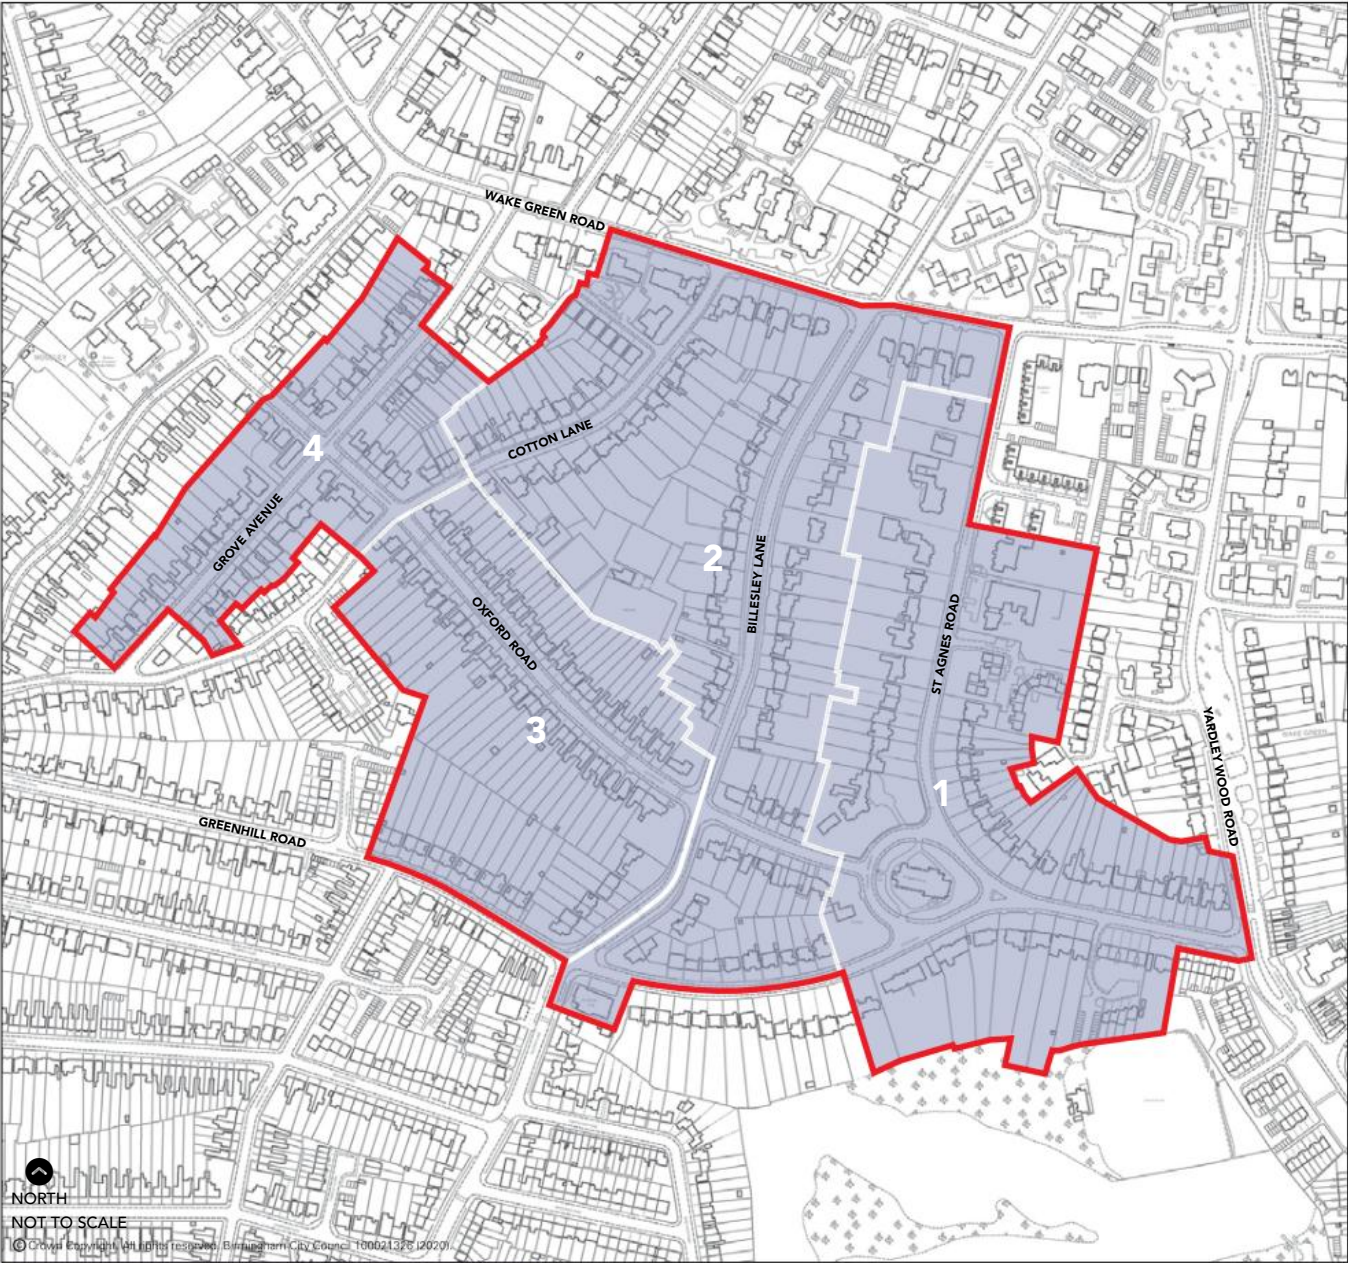 WAKE GREEN ROAD
4
COTTON LANE
GROVE AVENUE
2
BILLESLEY LANE
OXFORD ROAD
ST AGNES ROAD
3
YARDLEY WOOD ROAD
1
GREENHILL ROAD
NORTH
NOT TO SCALE
© Crown Copyright. All rights reserved. Birmingham City Council 100021326 (2020).